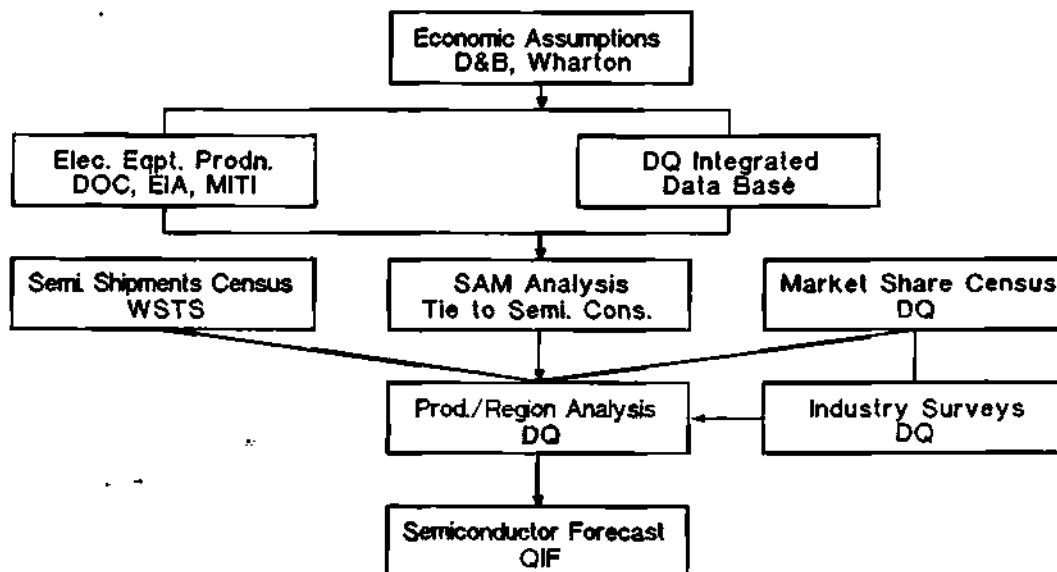 Economic Assumptions
D&B, Wharton
Elec. Eqpt. Prodn.
DOC, EIA, MITI
DQ Integrated
Data Base
Semi. Shipments Census
WSTS
SAM Analysis
Tie to Semi. Cons.
Market Share Census
DQ
Prod./Region Analysis
DQ
Industry Surveys
DQ
Semiconductor Forecast
QIF